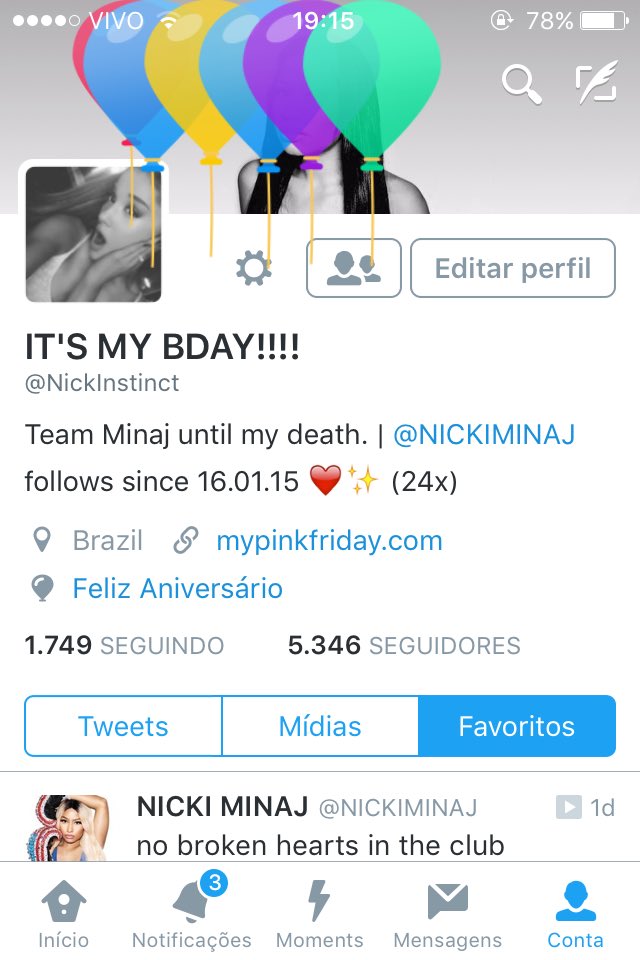 VIVO 19:15 78%
Editar perfil
IT'S MY BDAY!!!!
@NickInstinct
Team Minaj until my death. | @NICKIMINAJ
follows since 16.01.15 ❤️✨ (24x)
Brazil mypinkfriday.com
Feliz Aniversário
1.749 SEGUINDO 5.346 SEGUIDORES
Tweets Mídias Favoritos
NICKI MINAJ @NICKIMINAJ 1d
no broken hearts in the club
3
Início Notificações Moments Mensagens Conta